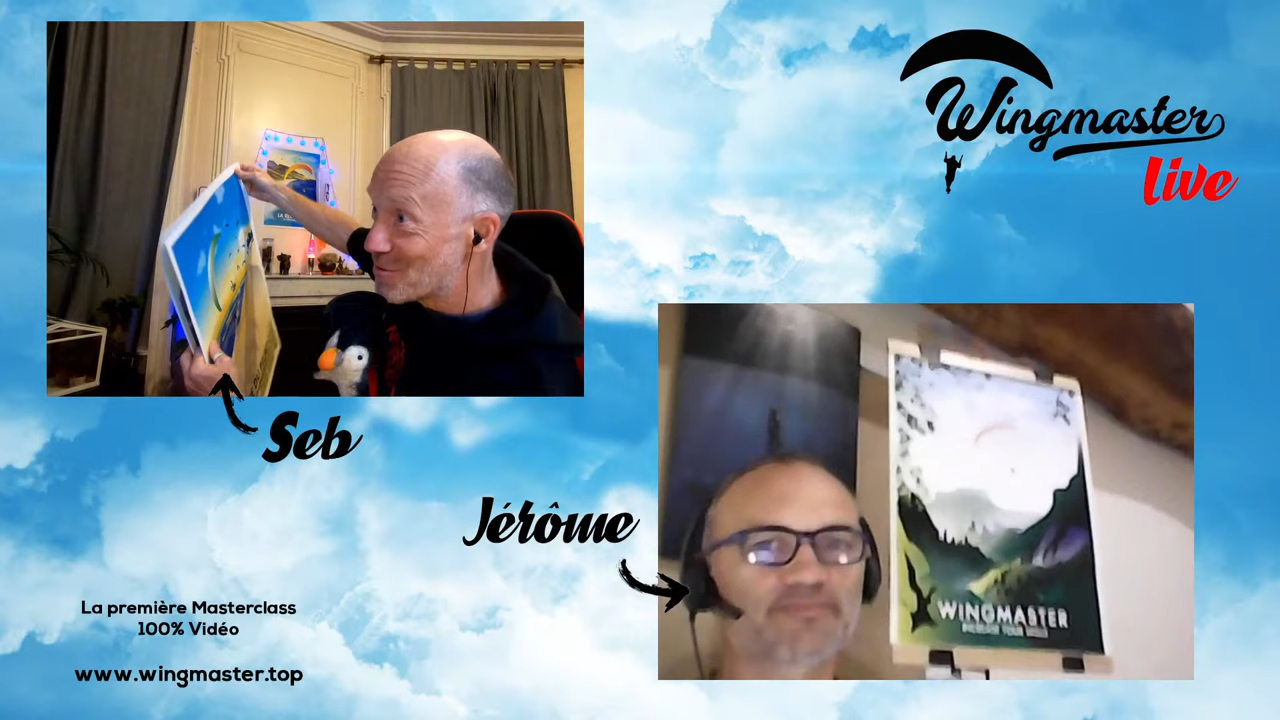 Wingmaster
live
Seb
Jérôme
WINGMASTER
La première Masterclass
100% Vidéo
www.wingmaster.top